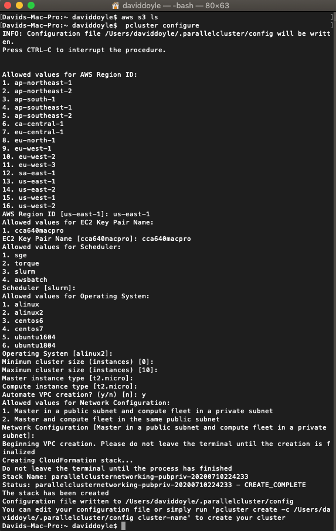 daviddoyle — -bash — 80×63
Davids-Mac-Pro:~ daviddoyle$ aws s3 ls
Davids-Mac-Pro:~ daviddoyle$  pcluster configure
INFO: Configuration file /Users/daviddoyle/.parallelcluster/config will be writt
en.
Press CTRL-C to interrupt the procedure.
Allowed values for AWS Region ID:
1. ap-northeast-1
2. ap-northeast-2
3. ap-south-1
4. ap-southeast-1
5. ap-southeast-2
6. ca-central-1
7. eu-central-1
8. eu-north-1
9. eu-west-1
10. eu-west-2
11. eu-west-3
12. sa-east-1
13. us-east-1
14. us-east-2
15. us-west-1
16. us-west-2
AWS Region ID [us-east-1]: us-east-1
Allowed values for EC2 Key Pair Name:
1. cca640macpro
EC2 Key Pair Name [cca640macpro]: cca640macpro
Allowed values for Scheduler:
1. sge
2. torque
3. slurm
4. awsbatch
Scheduler [slurm]:
Allowed values for Operating System:
1. alinux
2. alinux2
3. centos6
4. centos7
5. ubuntu1604
6. ubuntu1804
Operating System [alinux2]:
Minimum cluster size (instances) [0]:
Maximum cluster size (instances) [10]:
Master instance type [t2.micro]:
Compute instance type [t2.micro]:
Automate VPC creation? (y/n) [n]: y
Allowed values for Network Configuration:
1. Master in a public subnet and compute fleet in a private subnet
2. Master and compute fleet in the same public subnet
Network Configuration [Master in a public subnet and compute fleet in a private
subnet]:
Beginning VPC creation. Please do not leave the terminal until the creation is f
inalized
Creating CloudFormation stack...
Do not leave the terminal until the process has finished
Stack Name: parallelclusternetworking-pubpriv-20200710224233
Status: parallelclusternetworking-pubpriv-20200710224233 - CREATE_COMPLETE
The stack has been created
Configuration file written to /Users/daviddoyle/.parallelcluster/config
You can edit your configuration file or simply run 'pcluster create -c /Users/da
viddoyle/.parallelcluster/config cluster-name' to create your cluster
Davids-Mac-Pro:~ daviddoyle$